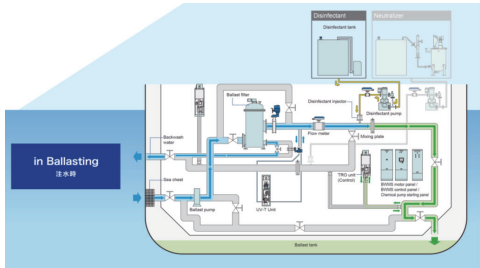 Disinfectant
Neutralizer
Disinfectant tank
Ballast filter
Disinfectant injector
Disinfectant pump
Backwash
water
Flow meter
Mixing plate
in Ballasting
注水時
Sea chest
TRO unit
(Control)
BWMS motor panel /
BWMS control panel /
Chemical pump starting panel
Ballast pump
UV-T Unit
Ballast tank